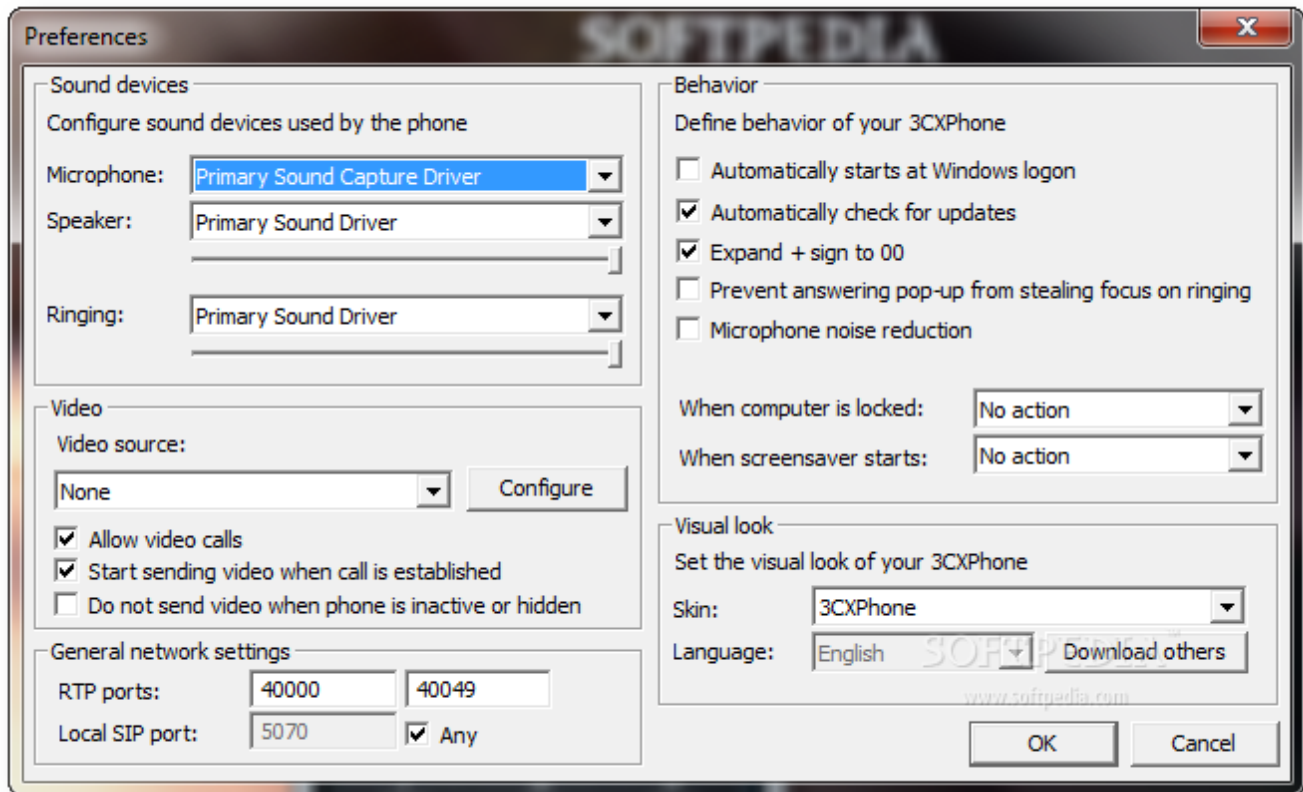 Preferences
SOFTPEDIA
Sound devices
Configure sound devices used by the phone
Microphone: Primary Sound Capture Driver
Speaker: Primary Sound Driver
Ringing: Primary Sound Driver
Video
Video source:
None Configure
Allow video calls
Start sending video when call is established
Do not send video when phone is inactive or hidden
General network settings
RTP ports: 40000 40049
Local SIP port: 5070 Any
Behavior
Define behavior of your 3CXPhone
Automatically starts at Windows logon
Automatically check for updates
Expand + sign to 00
Prevent answering pop-up from stealing focus on ringing
Microphone noise reduction
When computer is locked: No action
When screensaver starts: No action
Visual look
Set the visual look of your 3CXPhone
Skin: 3CXPhone
Language: English Download others
SOFTPEDIA™
www.softpedia.com
OK Cancel